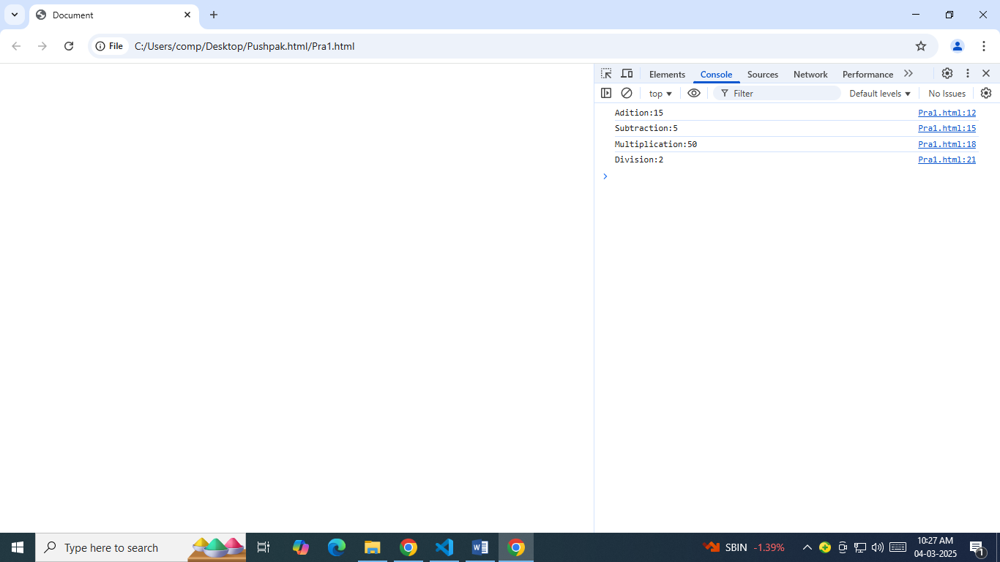 Document
File C:/Users/comp/Desktop/Pushpak.html/Pra1.html
Elements Console Sources Network Performance
top Filter Default levels No Issues
Adition:15 Pra1.html:12
Subtraction:5 Pra1.html:15
Multiplication:50 Pra1.html:18
Division:2 Pra1.html:21
Type here to search
SBIN -1.39%
10:27 AM
04-03-2025
1